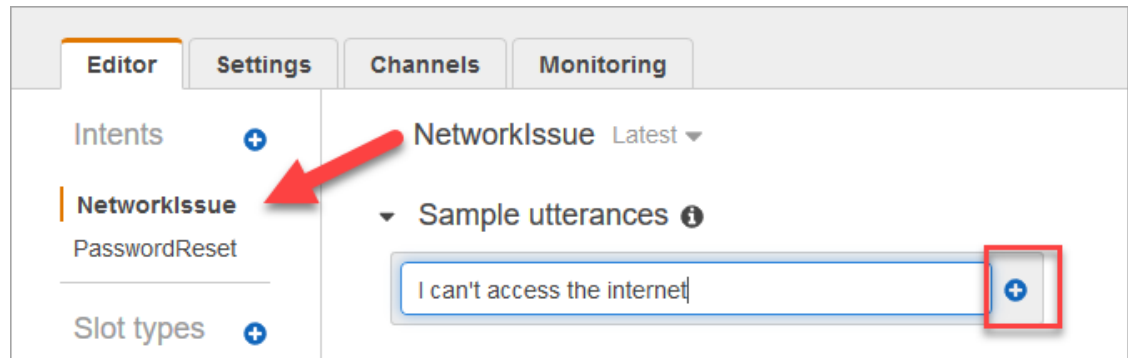 Editor Settings Channels Monitoring
Intents
NetworkIssue Latest
NetworkIssue
PasswordReset
Sample utterances
I can't access the internet
Slot types